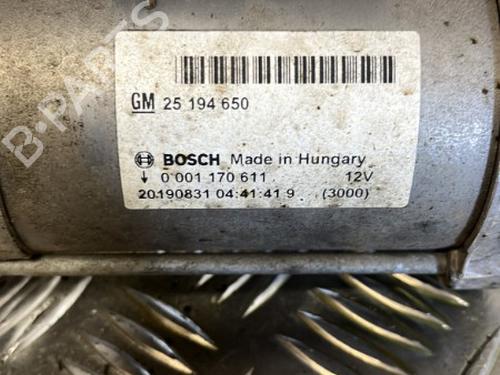 B-PARTS
GM 25 194 650
BOSCH Made in Hungary
0 001 170 611 12V
20190831 04:41:41 9 (3000)